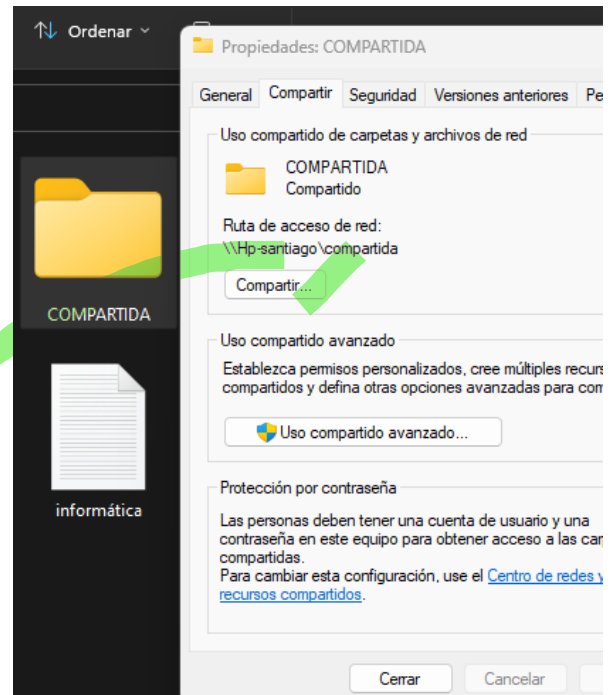 Ordenar
Propiedades: COMPARTIDA
General Compartir Seguridad Versiones anteriores
Uso compartido de carpetas y archivos de red
COMPARTIDA
Compartido
Ruta de acceso de red:
\\Hp-santiago\compartida
Compartir...
COMPARTIDA
Uso compartido avanzado
Establezca permisos personalizados, cree múltiples
compartidos y defina otras opciones avanzadas para
Uso compartido avanzado...
informática
Protección por contraseña
Las personas deben tener una cuenta de usuario y una
contraseña en este equipo para obtener acceso a las
compartidas.
Para cambiar esta configuración, use el Centro de redes y
recursos compartidos.
Cerrar Cancelar